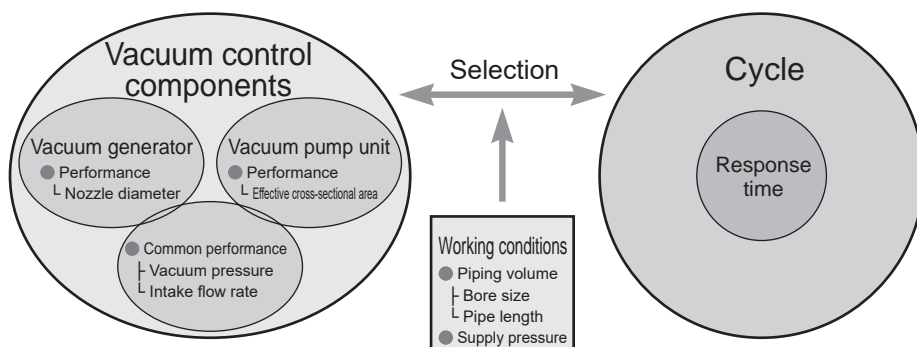 Vacuum control
components
Vacuum generator
Performance
Nozzle diameter
Vacuum pump unit
Performance
Effective cross-sectional area
Common performance
Vacuum pressure
Intake flow rate
Selection
Working conditions
Piping volume
Bore size
Pipe length
Supply pressure
Cycle
Response
time